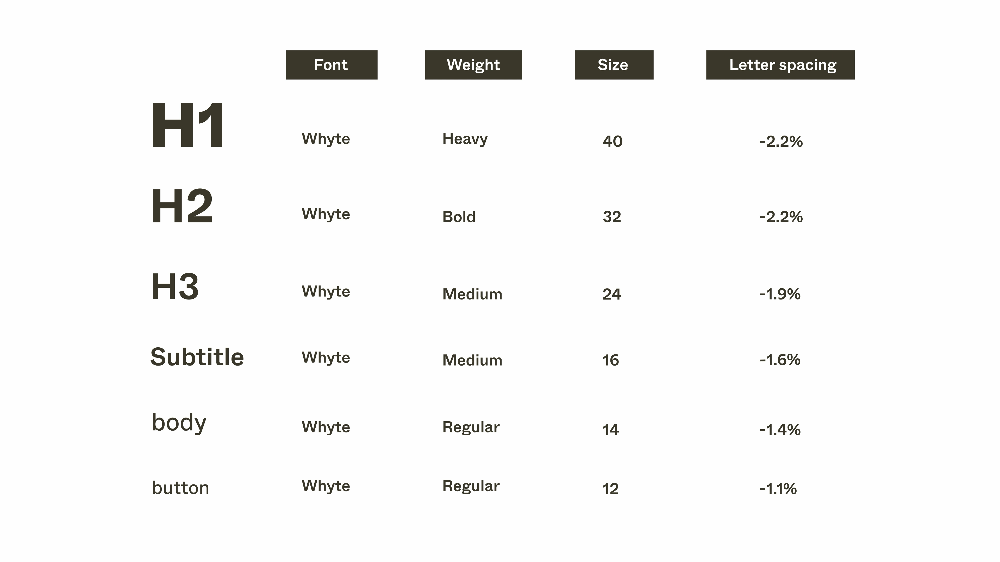 Font Weight Size Letter spacing
H1 Whyte Heavy 40 -2.2%
H2 Whyte Bold 32 -2.2%
H3 Whyte Medium 24 -1.9%
Subtitle Whyte Medium 16 -1.6%
body Whyte Regular 14 -1.4%
button Whyte Regular 12 -1.1%